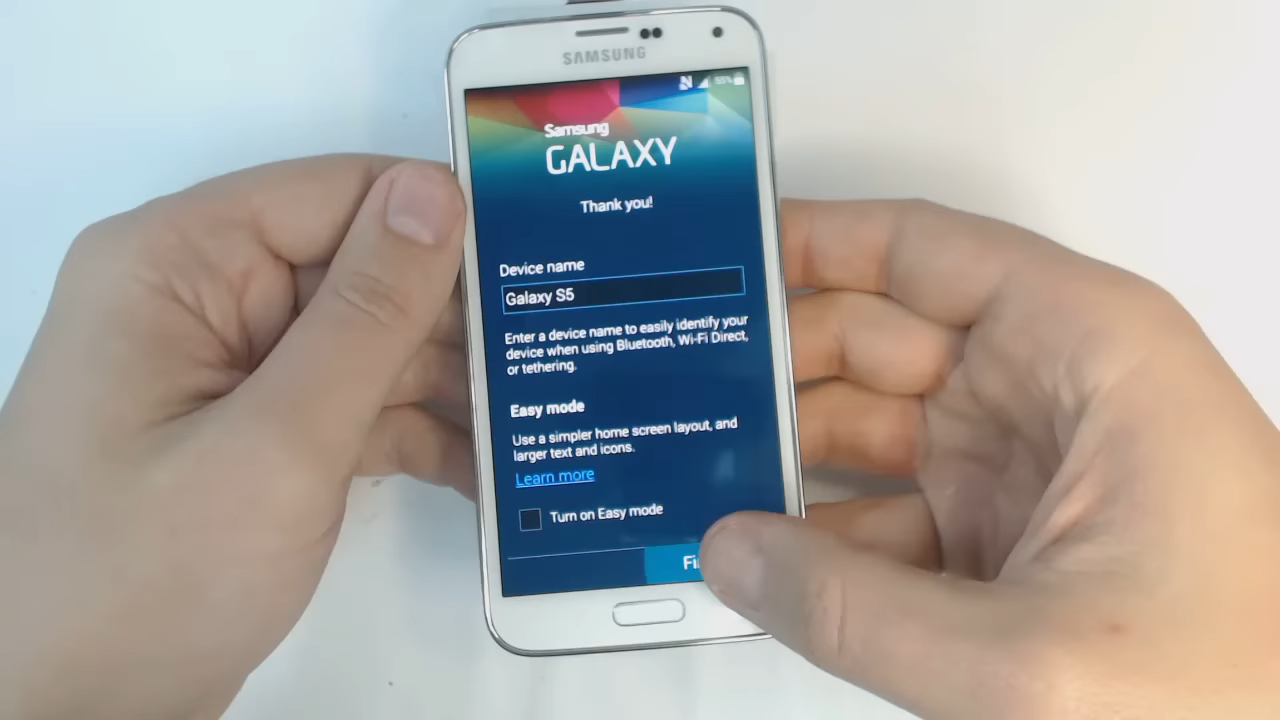 SAMSUNG
55%
Samsung
GALAXY
Thank you!
Device name
Galaxy S5
Enter a device name to easily identify your
device when using Bluetooth, Wi-Fi Direct,
or tethering.
Easy mode
Use a simpler home screen layout, and
larger text and icons.
Learn more
Turn on Easy mode